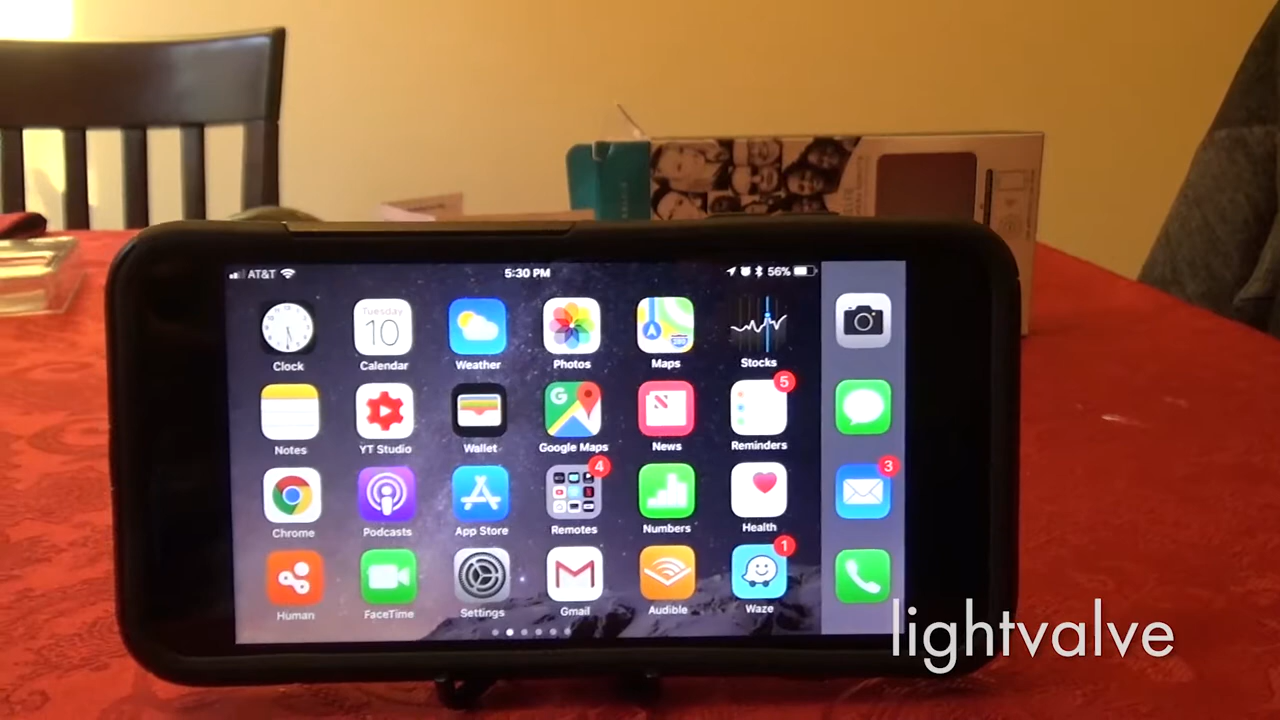 AT&T 5:30 PM 56%
Tuesday
10
Clock Calendar Weather Photos Maps Stocks
5
Notes YT Studio Wallet Google Maps News Reminders
4 3
Chrome Podcasts App Store Remotes Numbers Health
1
Human FaceTime Settings Gmail Audible Waze
lightvalve